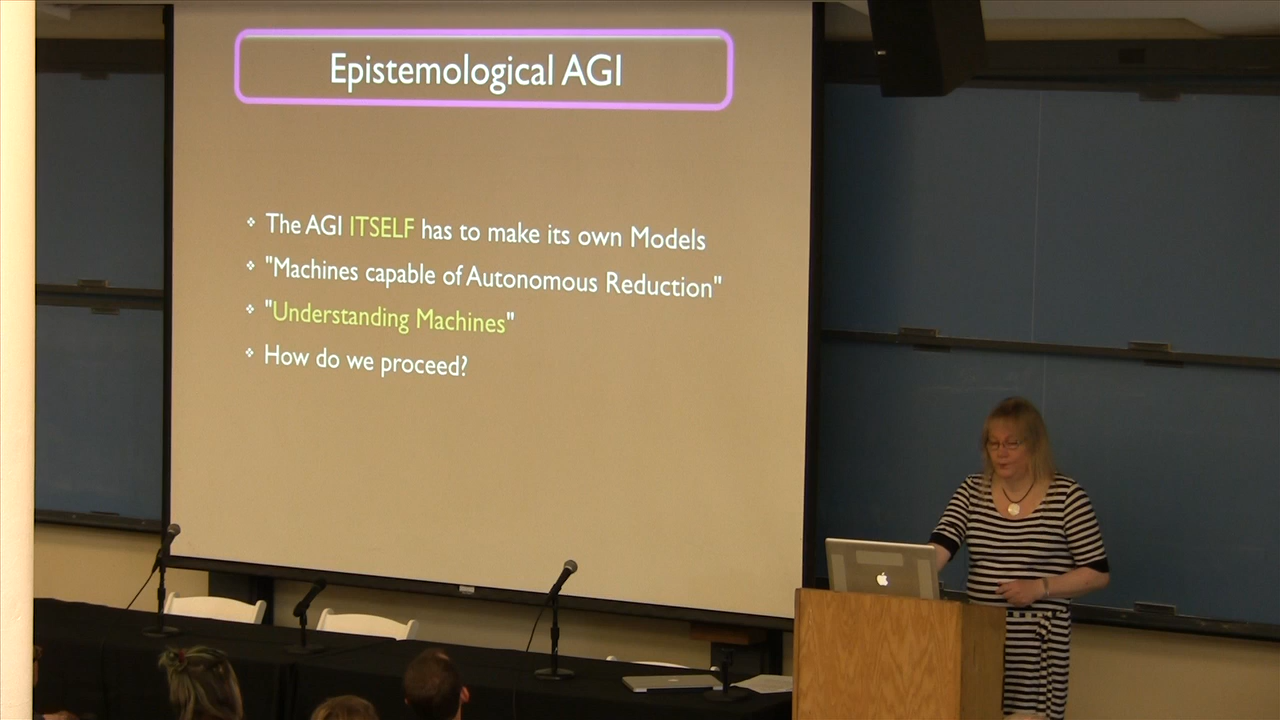 Epistemological AGI
The AGI ITSELF has to make its own Models
"Machines capable of Autonomous Reduction"
"Understanding Machines"
How do we proceed?